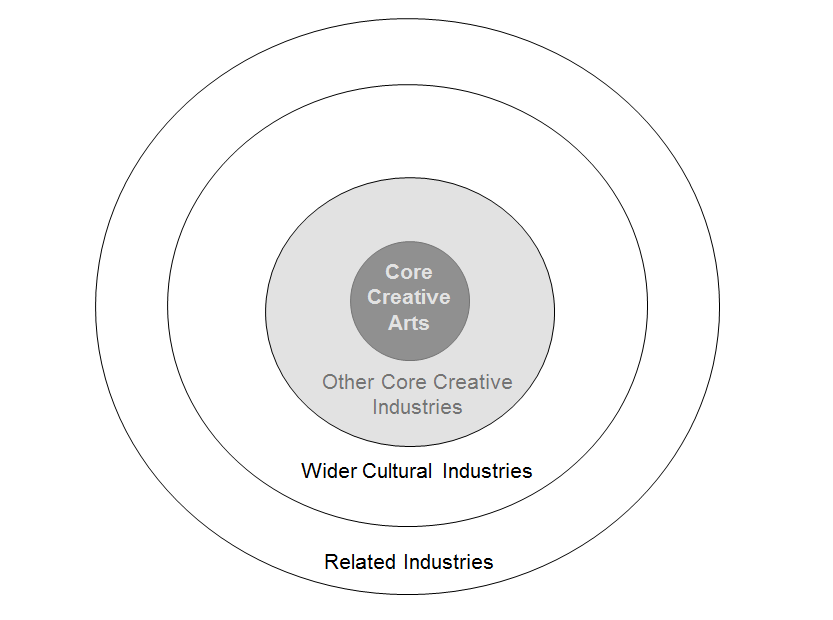 Core
Creative
Arts
Other Core Creative
Industries
Wider Cultural Industries
Related Industries